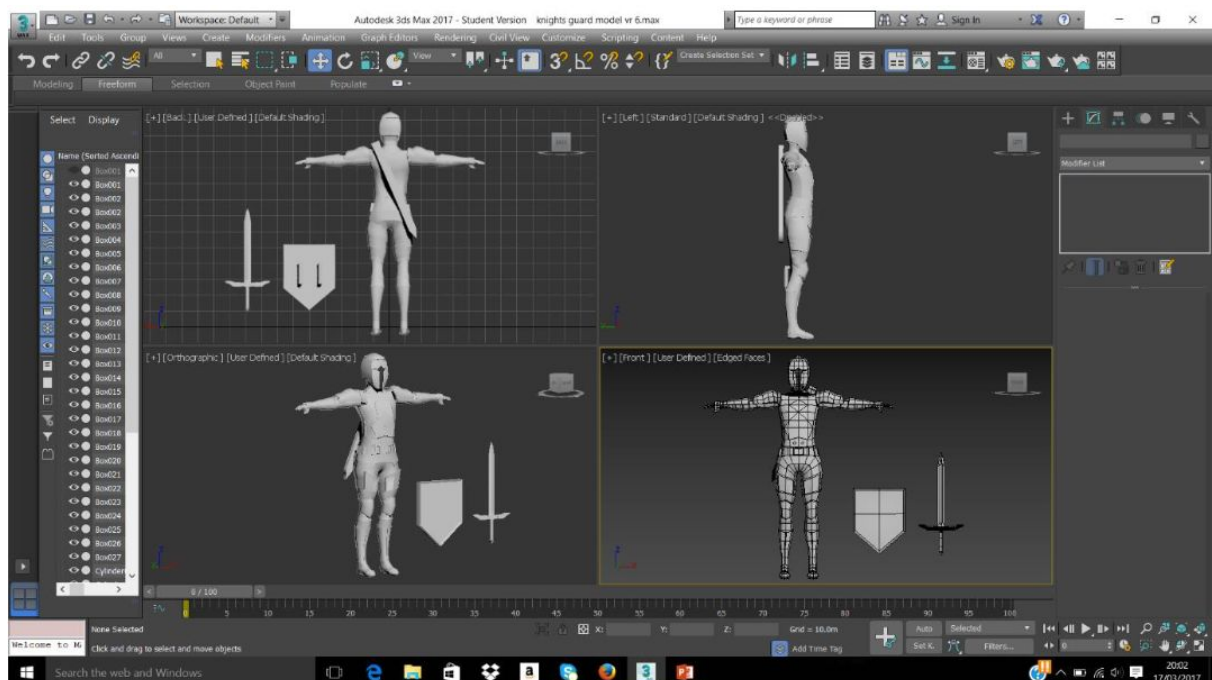 Workspace: Default
Autodesk 3ds Max 2017 - Student Version knights guard model vr 6.max
Type a keyword or phrase
Sign In
Edit Tools Group Views Create Modifiers Animation Graph Editors Rendering Civil View Customize Scripting Content Help
All
View
Create Selection Set
Modeling Freeform Selection Object Paint Populate
Select Display
[+] [Back ] [User Defined ] [Default Shading ]
[+] [Left ] [Standard ] [Default Shading ] <<Disabled>>
Name (Sorted Ascendi
Box001
Box001
Box002
Box002
Box003
Box004
Box005
Box006
Box007
Box008
Box009
Box010
Box011
Box012
Box013
Box014
Box015
Box016
Box017
Box018
Box019
Box020
Box021
Box022
Box023
Box024
Box025
Box026
Box027
Cylinder
Modifier List
[+] [Orthographic ] [User Defined ] [Default Shading ]
[+] [Front ] [User Defined ] [Edged Faces ]
0 / 100
0 5 10 15 20 25 30 35 40 45 50 55 60 65 70 75 80 85 90 95 100
None Selected
X: Y: Z: Grid = 10.0m
Auto Selected
Welcome to M
Click and drag to select and move objects
Add Time Tag
Set K. Filters...
0
Search the web and Windows
20:02
17/03/2017